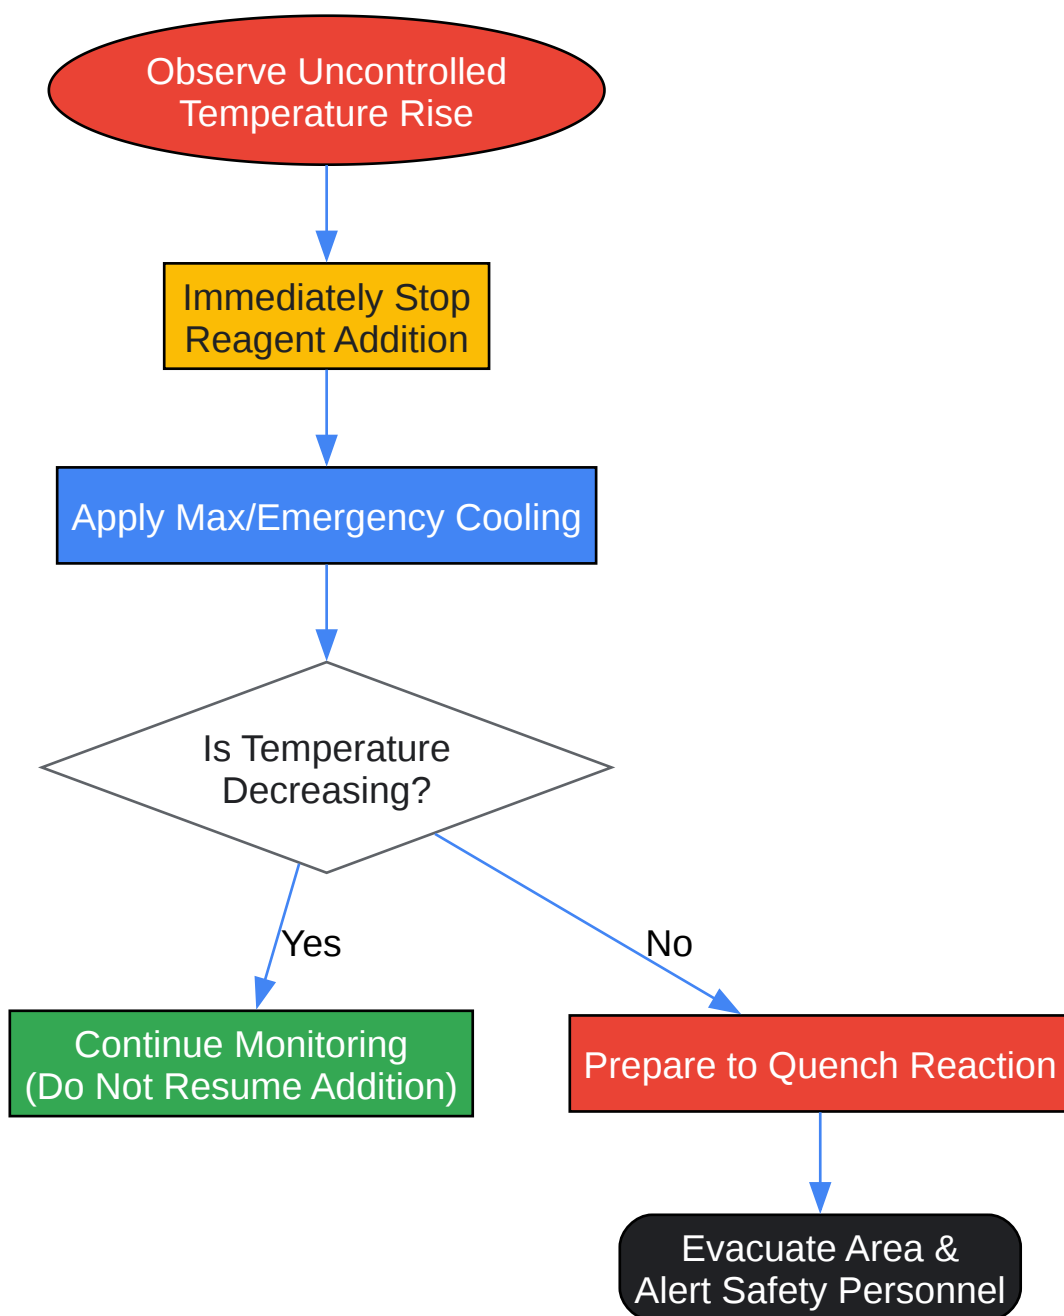 Observe Uncontrolled
Temperature Rise
Immediately Stop
Reagent Addition
Apply Max/Emergency Cooling
Is Temperature
Decreasing?
Yes
No
Continue Monitoring
(Do Not Resume Addition)
Prepare to Quench Reaction
Evacuate Area &
Alert Safety Personnel